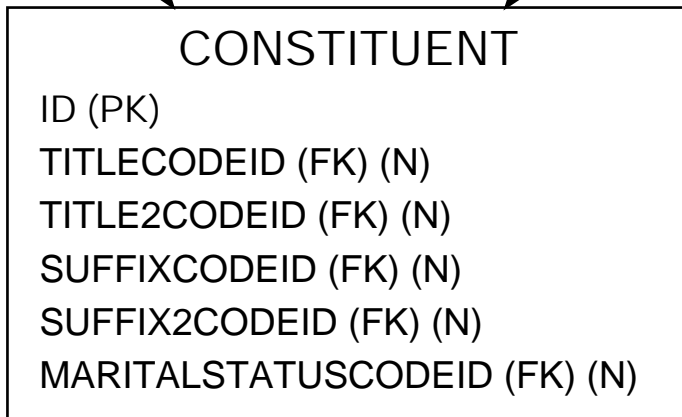 CONSTITUENT
ID (PK)
TITLECODEID (FK) (N)
TITLE2CODEID (FK) (N)
SUFFIXCODEID (FK) (N)
SUFFIX2CODEID (FK) (N)
MARITALSTATUSCODEID (FK) (N)